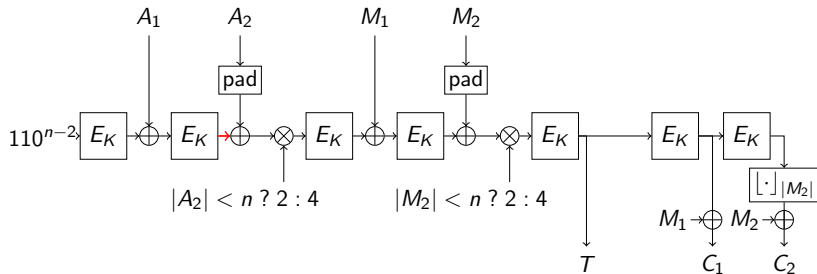 A₁ A₂ M₁ M₂
pad pad
110ⁿ⁻² E_K E_K E_K E_K E_K E_K E_K
|A₂| < n ? 2 : 4 |M₂| < n ? 2 : 4 ⌊·⌋_|M₂|
M₁ M₂
T C₁ C₂